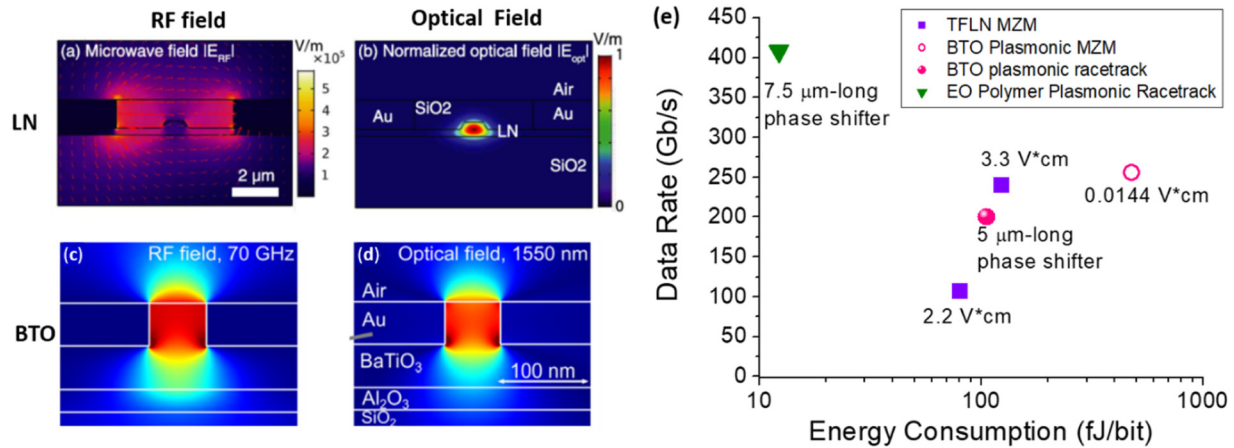 RF field
Optical Field
LN
(a) Microwave field |E_RF|
V/m
×10⁵
5
4
3
2
1
2 μm
(b) Normalized optical field |E_opt|
V/m
1
0
Air
SiO2
Au
Au
LN
SiO2
BTO
(c) RF field, 70 GHz
(d) Optical field, 1550 nm
Air
Au
BaTiO₃
100 nm
Al₂O₃
SiO₂
(e)
Data Rate (Gb/s)
450
400
350
300
250
200
150
100
50
0
TFLN MZM
BTO Plasmonic MZM
BTO plasmonic racetrack
EO Polymer Plasmonic Racetrack
7.5 μm-long
phase shifter
3.3 V*cm
0.0144 V*cm
5 μm-long
phase shifter
2.2 V*cm
10
100
1000
Energy Consumption (fJ/bit)